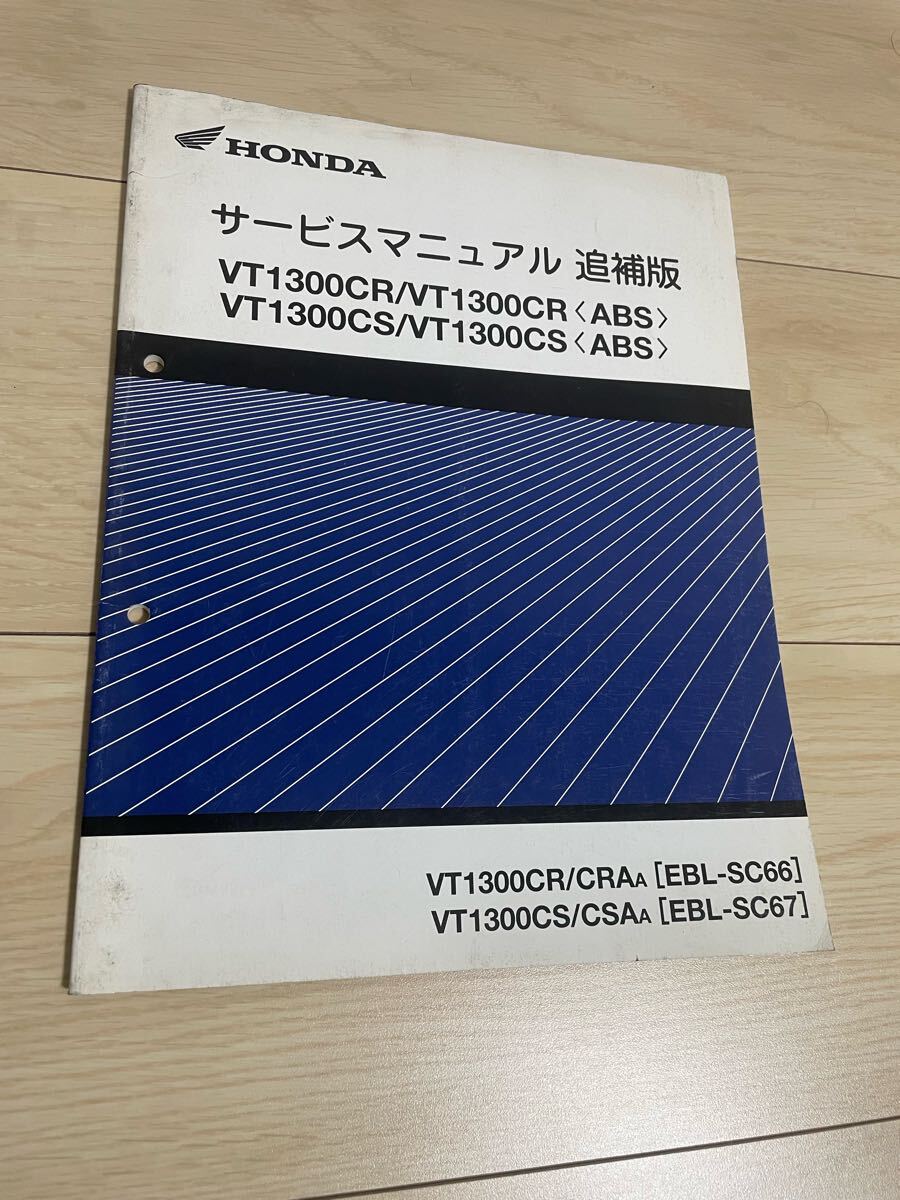 HONDA
サービスマニュアル 追補版
VT1300CR/VT1300CR〈ABS〉
VT1300CS/VT1300CS〈ABS〉
VT1300CR/CRAA [EBL-SC66]
VT1300CS/CSAA [EBL-SC67]